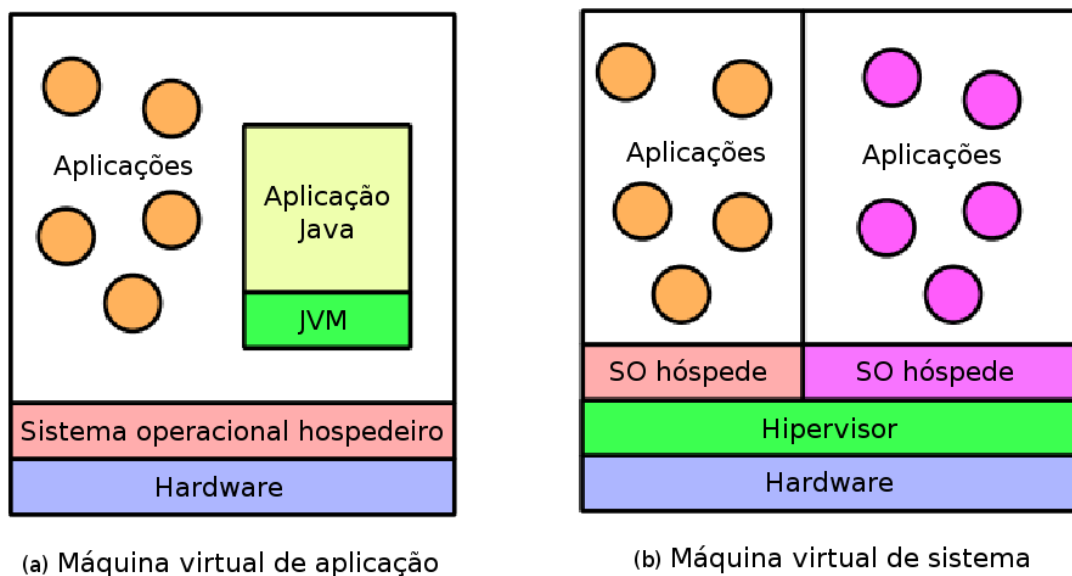 Aplicações
Aplicação
Java
JVM
Sistema operacional hospedeiro
Hardware
(a) Máquina virtual de aplicação
Aplicações
Aplicações
SO hóspede
SO hóspede
Hipervisor
Hardware
(b) Máquina virtual de sistema